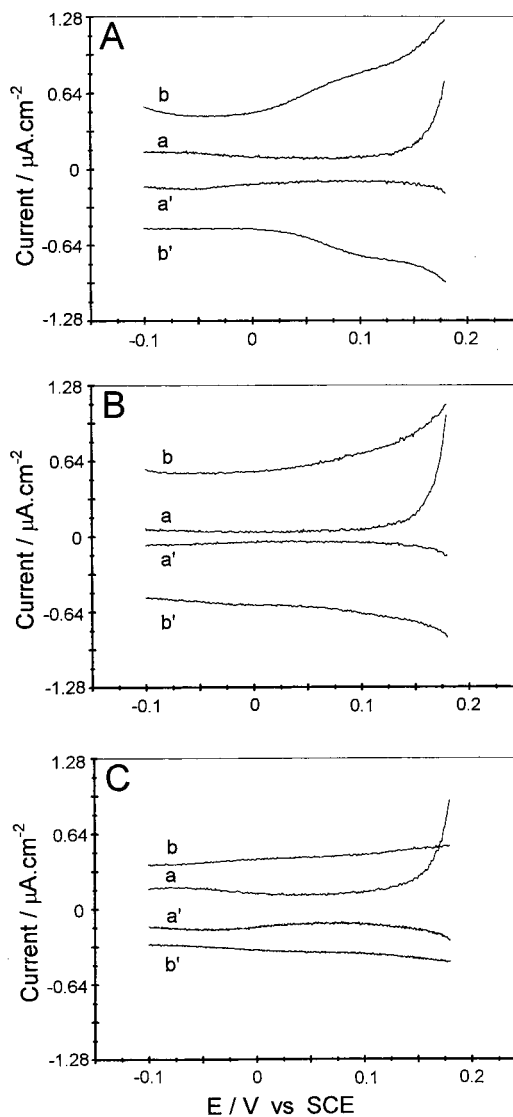 A
1.28
0.64
0
-0.64
-1.28
Current / µA.cm-2
b
a
a'
b'
-0.1 0 0.1 0.2
B
1.28
0.64
0
-0.64
-1.28
Current / µA.cm-2
b
a
a'
b'
-0.1 0 0.1 0.2
C
1.28
0.64
0
-0.64
-1.28
Current / µA.cm-2
b
a
a'
b'
-0.1 0 0.1 0.2
E / V vs SCE